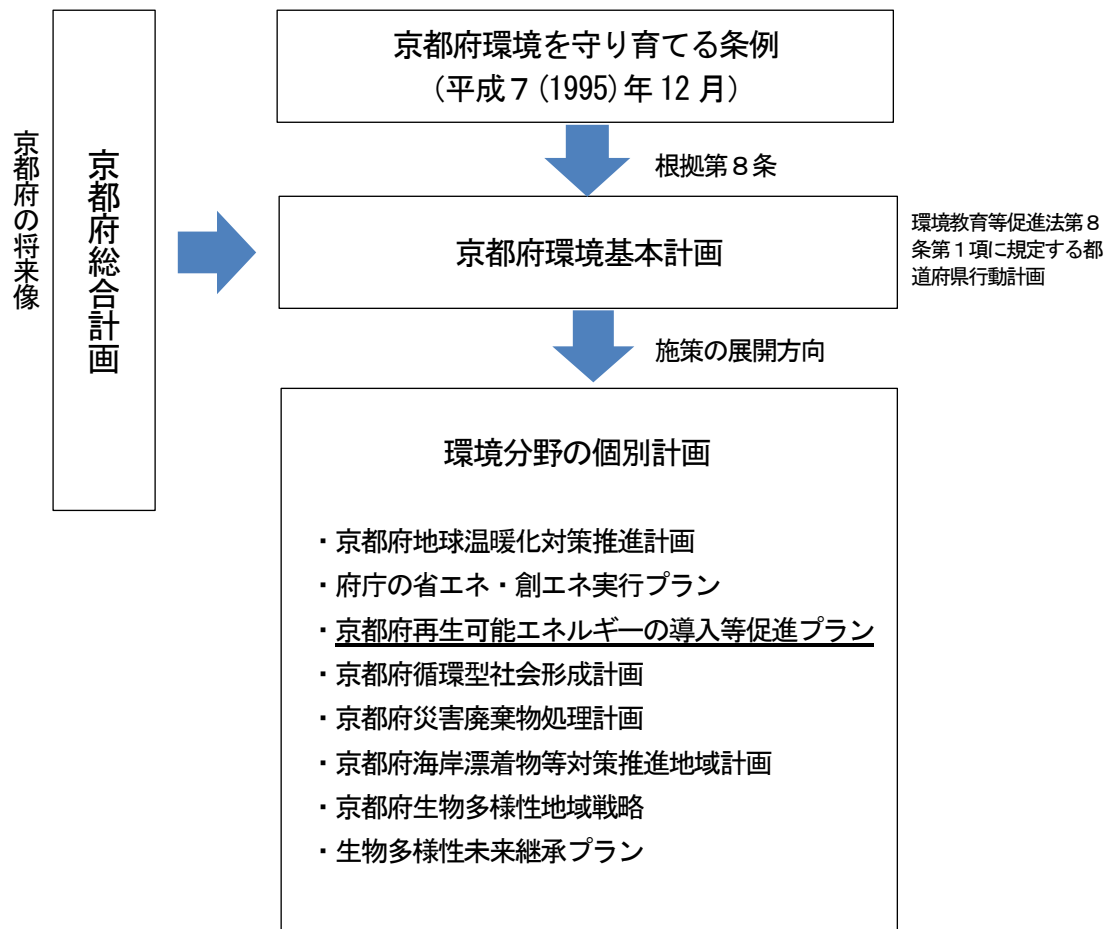 京都府環境を守り育てる条例
（平成７(1995)年 12 月）
京都府の将来像
京都府総合計画
根拠第８条
京都府環境基本計画
環境教育等促進法第８
条第１項に規定する都
道府県行動計画
施策の展開方向
環境分野の個別計画
・京都府地球温暖化対策推進計画
・府庁の省エネ・創エネ実行プラン
・京都府再生可能エネルギーの導入等促進プラン
・京都府循環型社会形成計画
・京都府災害廃棄物処理計画
・京都府海岸漂着物等対策推進地域計画
・京都府生物多様性地域戦略
・生物多様性未来継承プラン